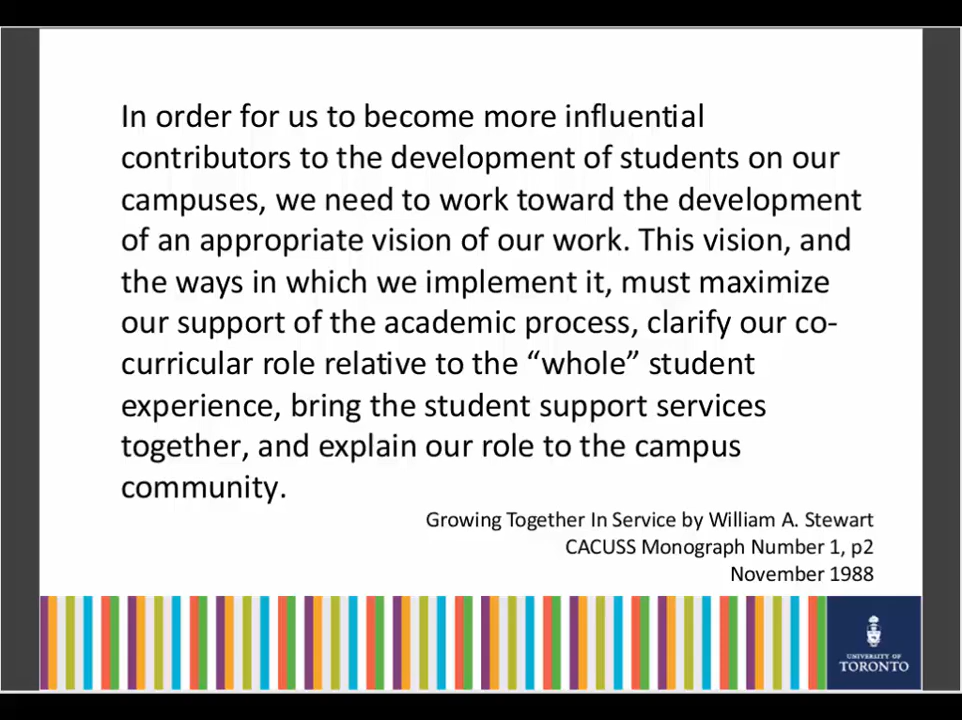 In order for us to become more influential
contributors to the development of students on our
campuses, we need to work toward the development
of an appropriate vision of our work. This vision, and
the ways in which we implement it, must maximize
our support of the academic process, clarify our co-
curricular role relative to the “whole” student
experience, bring the student support services
together, and explain our role to the campus
community.
Growing Together In Service by William A. Stewart
CACUSS Monograph Number 1, p2
November 1988
UNIVERSITY OF
TORONTO